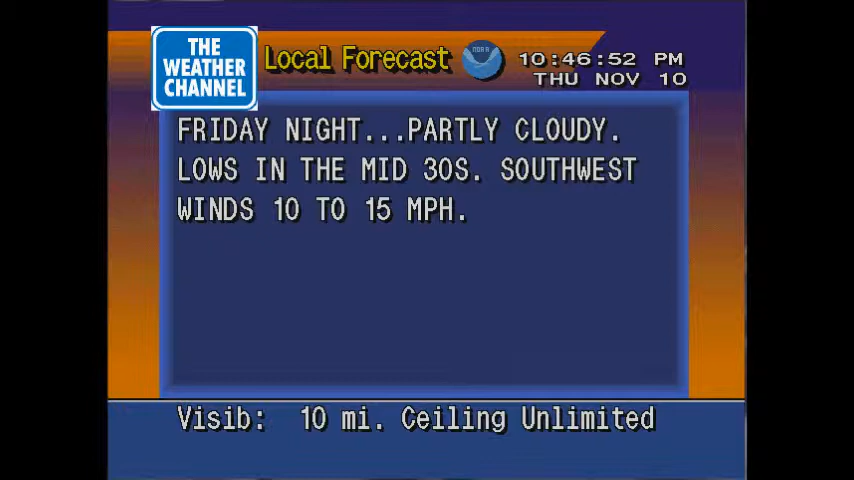 THE
WEATHER
CHANNEL
Local Forecast
NOAA
10:46:52 PM
THU NOV 10
FRIDAY NIGHT...PARTLY CLOUDY.
LOWS IN THE MID 30S. SOUTHWEST
WINDS 10 TO 15 MPH.
Visib: 10 mi. Ceiling Unlimited